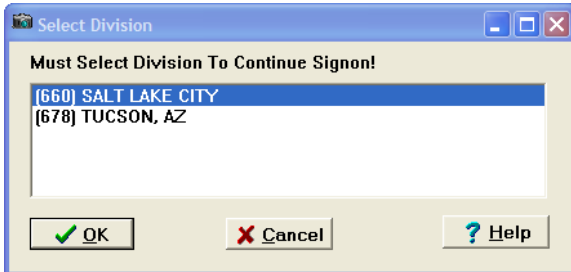 Select Division
Must Select Division To Continue Signon!
(660) SALT LAKE CITY
(678) TUCSON, AZ
OK
Cancel
Help